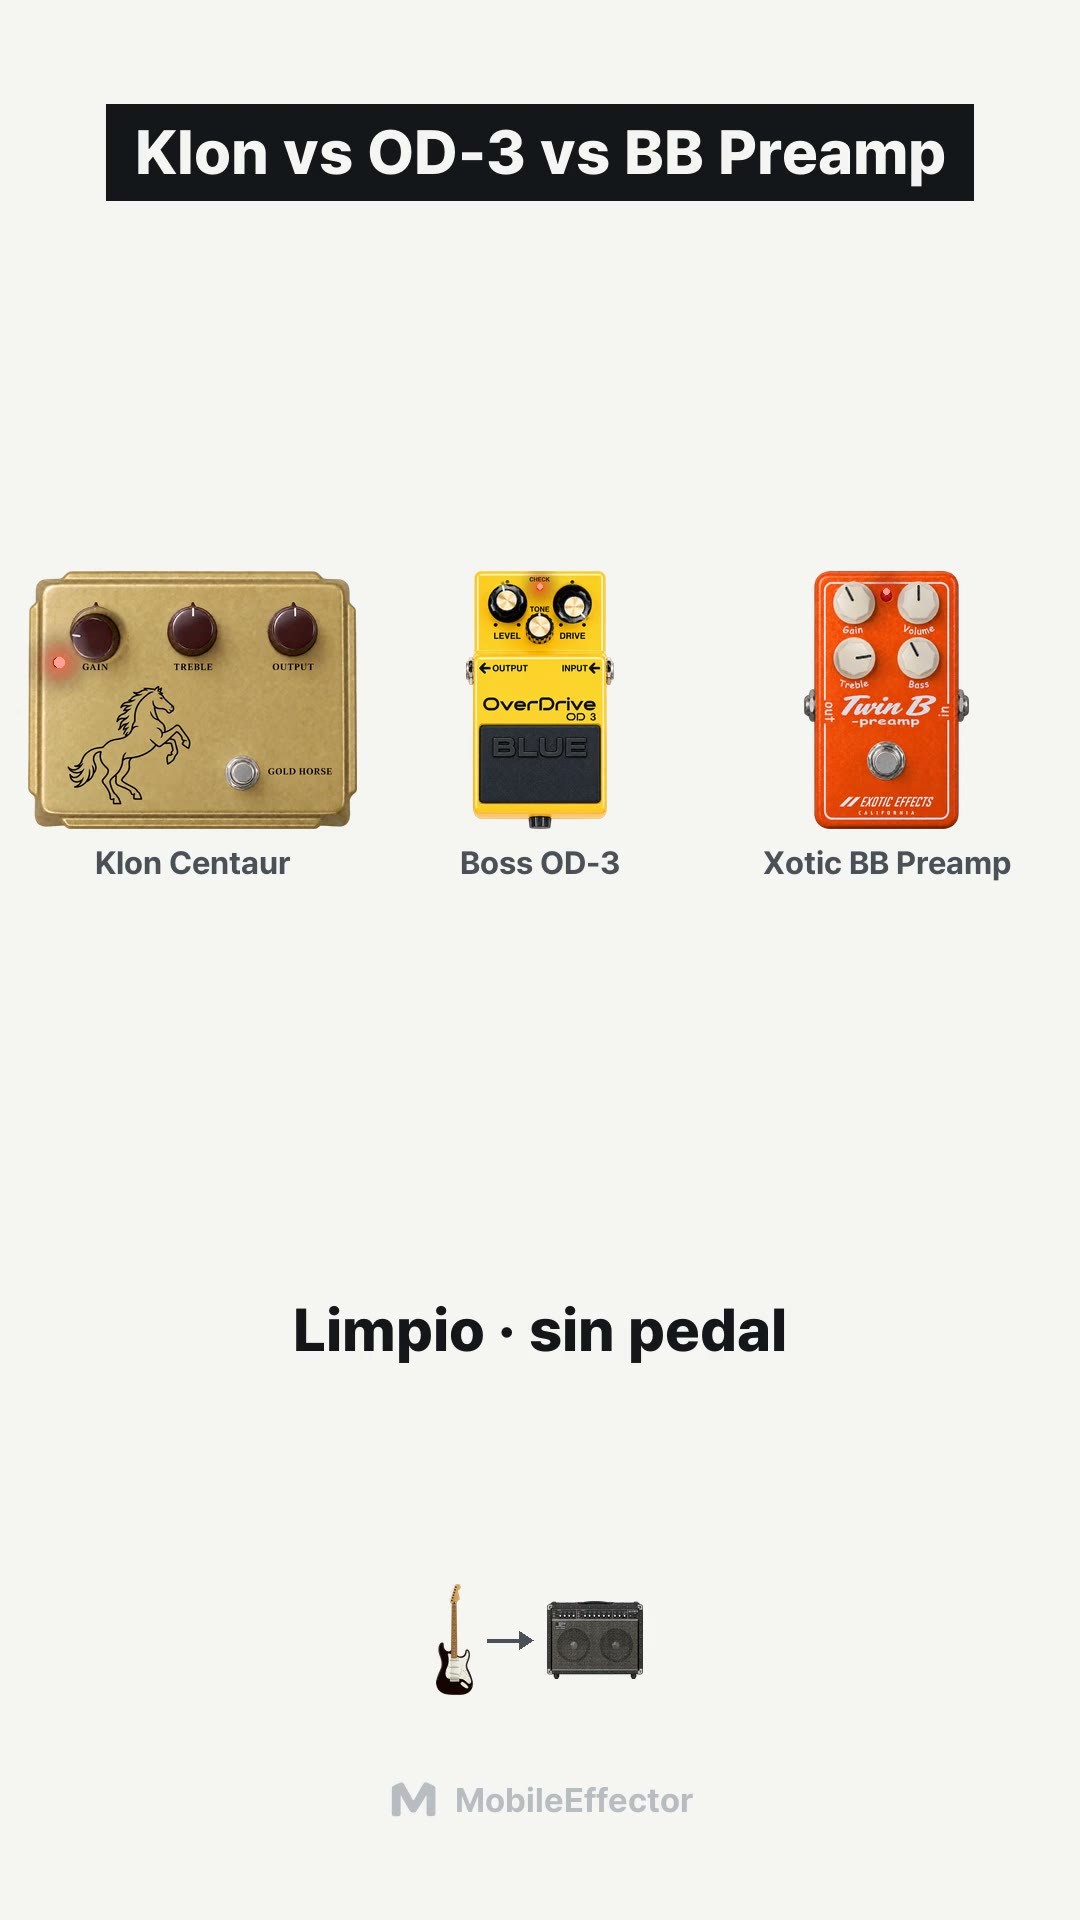 Klon vs OD-3 vs BB Preamp
GAIN
TREBLE
OUTPUT
GOLD HORSE
Klon Centaur
CHECK
TONE
LEVEL
DRIVE
OUTPUT
INPUT
OverDrive
OD 3
BLUE
Boss OD-3
Gain
Volume
Treble
Bass
out
in
Twin B
-preamp
EXOTIC EFFECTS
CALIFORNIA
Xotic BB Preamp
Limpio · sin pedal
MobileEffector